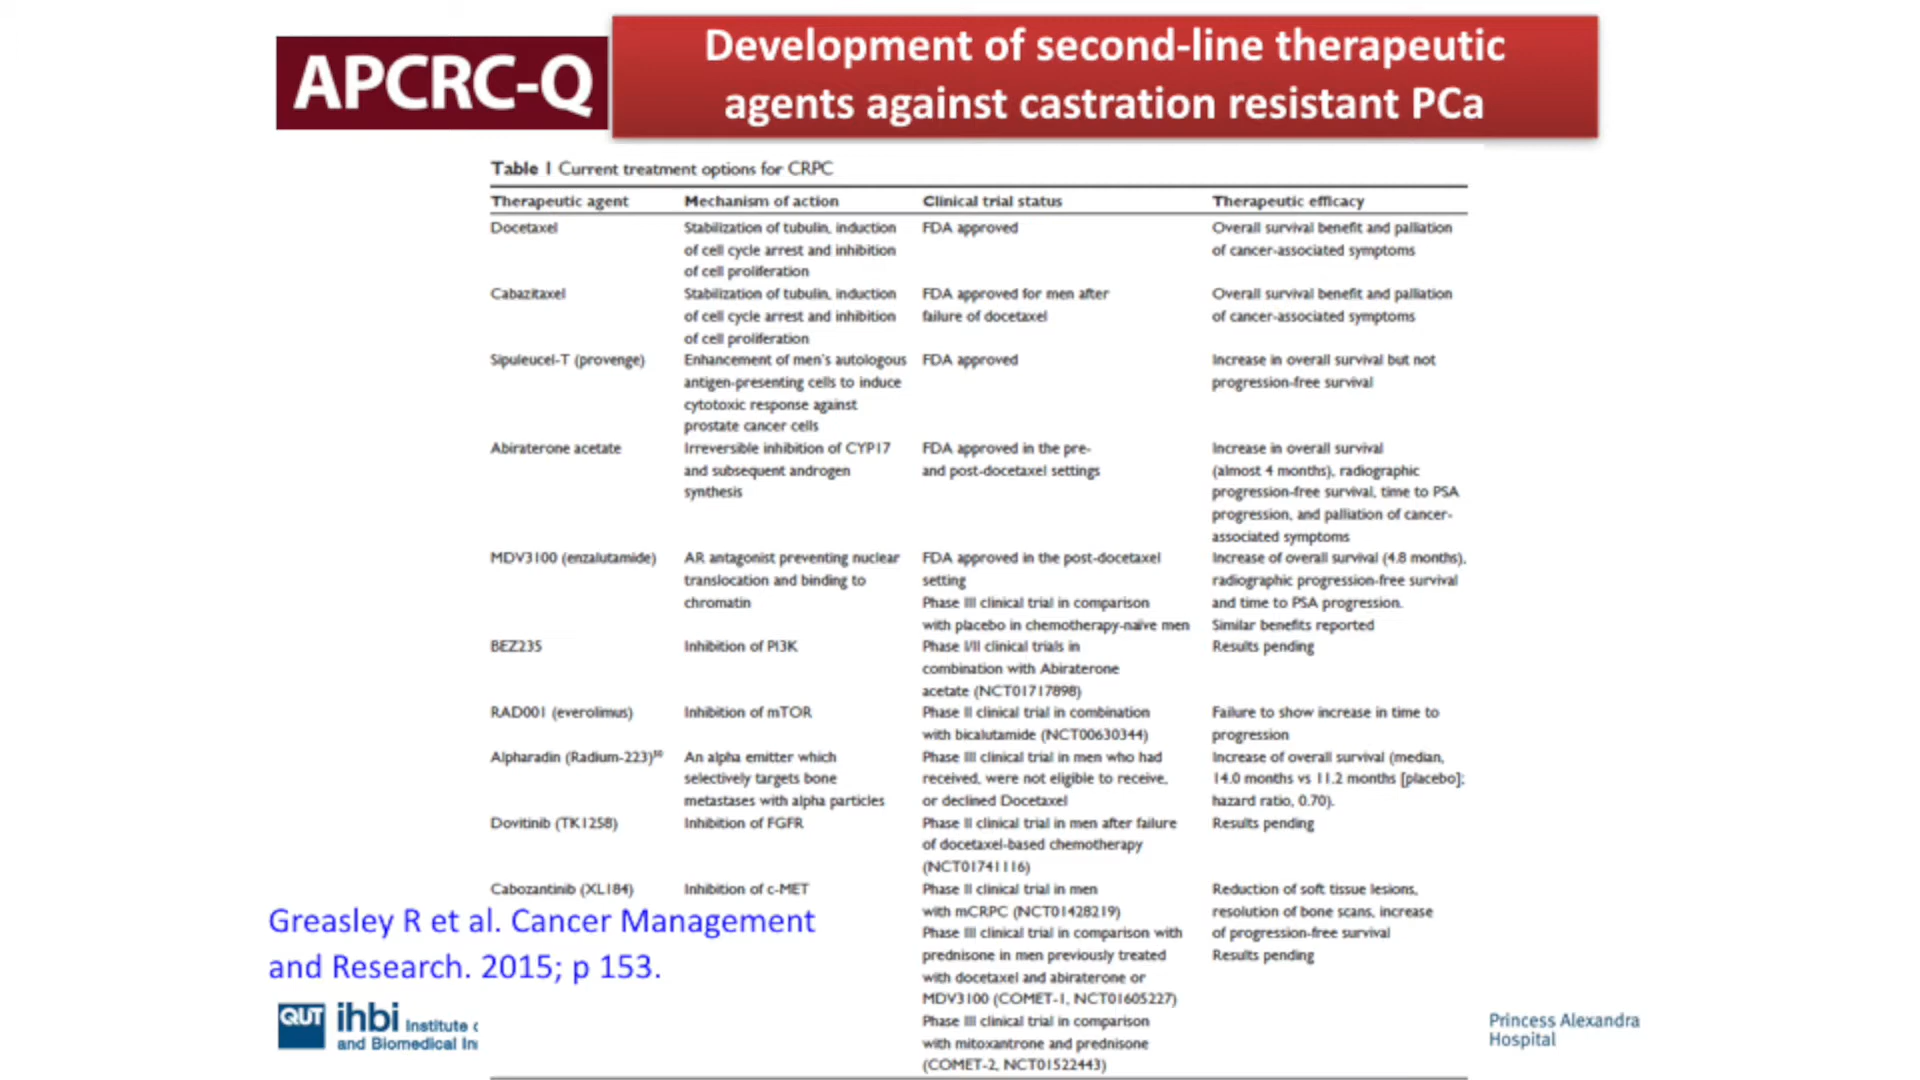 APCRC-Q
Development of second-line therapeutic
agents against castration resistant PCa
Table 1 Current treatment options for CRPC
Therapeutic agent Mechanism of action Clinical trial status Therapeutic efficacy
Docetaxel Stabilization of tubulin, induction FDA approved Overall survival benefit and palliation
of cell cycle arrest and inhibition of cancer-associated symptoms
of cell proliferation
Cabazitaxel Stabilization of tubulin, induction FDA approved for men after Overall survival benefit and palliation
of cell cycle arrest and inhibition failure of docetaxel of cancer-associated symptoms
of cell proliferation
Sipuleucel-T (provenge) Enhancement of men's autologous FDA approved Increase in overall survival but not
antigen-presenting cells to induce progression-free survival
cytotoxic response against
prostate cancer cells
Abiraterone acetate Irreversible inhibition of CYP17 FDA approved in the pre- Increase in overall survival
and subsequent androgen and post-docetaxel settings (almost 4 months), radiographic
synthesis progression-free survival, time to PSA
progression, and palliation of cancer-
associated symptoms
MDV3100 (enzalutamide) AR antagonist preventing nuclear FDA approved in the post-docetaxel Increase of overall survival (4.8 months),
translocation and binding to setting radiographic progression-free survival
chromatin Phase III clinical trial in comparison and time to PSA progression.
with placebo in chemotherapy-naïve men Similar benefits reported
BEZ235 Inhibition of PI3K Phase I/II clinical trials in Results pending
combination with Abiraterone
acetate (NCT01717898)
RAD001 (everolimus) Inhibition of mTOR Phase II clinical trial in combination Failure to show increase in time to
with bicalutamide (NCT00630344) progression
Alpharadin (Radium-223)50 An alpha emitter which Phase III clinical trial in men who had Increase of overall survival (median,
selectively targets bone received, were not eligible to receive, 14.0 months vs 11.2 months [placebo];
metastases with alpha particles or declined Docetaxel hazard ratio, 0.70).
Dovitinib (TK1258) Inhibition of FGFR Phase II clinical trial in men after failure Results pending
of docetaxel-based chemotherapy
(NCT01741116)
Cabozantinib (XL184) Inhibition of c-MET Phase II clinical trial in men Reduction of soft tissue lesions,
with mCRPC (NCT01428219) resolution of bone scans, increase
Phase III clinical trial in comparison with of progression-free survival
prednisone in men previously treated Results pending
with docetaxel and abiraterone or
MDV3100 (COMET-1, NCT01605227)
Phase III clinical trial in comparison
with mitoxantrone and prednisone
(COMET-2, NCT01522443)
Greasley R et al. Cancer Management
and Research. 2015; p 153.
QUT ihbi Institute
and Biomedical
Princess Alexandra
Hospital